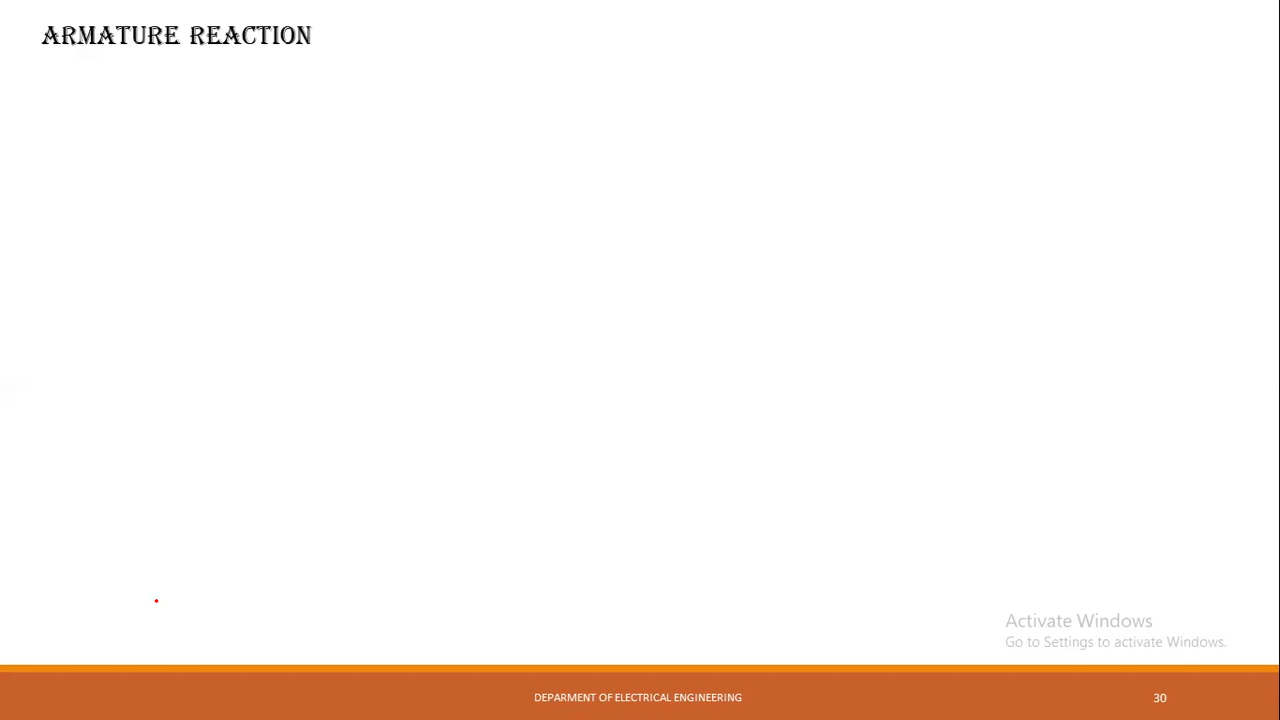 ARMATURE REACTION
Activate Windows
Go to Settings to activate Windows.
DEPARMENT OF ELECTRICAL ENGINEERING
30